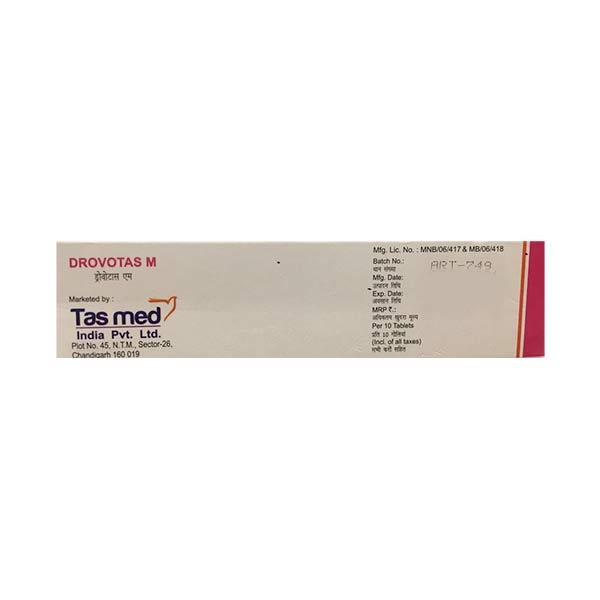 DROVOTAS M
ड्रोवोटास एम
Marketed by :
Tas med
India Pvt. Ltd.
Plot No. 45, N.T.M., Sector-26,
Chandigarh 160 019
Mfg. Lic. No. : MNB/06/417 & MB/06/418
Batch No.: ART-749
थान संख्या
Mfg. Date:
उत्पादन तिथि
Exp. Date:
अवसान तिथि
MRP ₹.:
अधिकतम खुदरा मूल्य
Per 10 Tablets
प्रति 10 गोलियां
(Incl. of all taxes)
सभी करों सहित